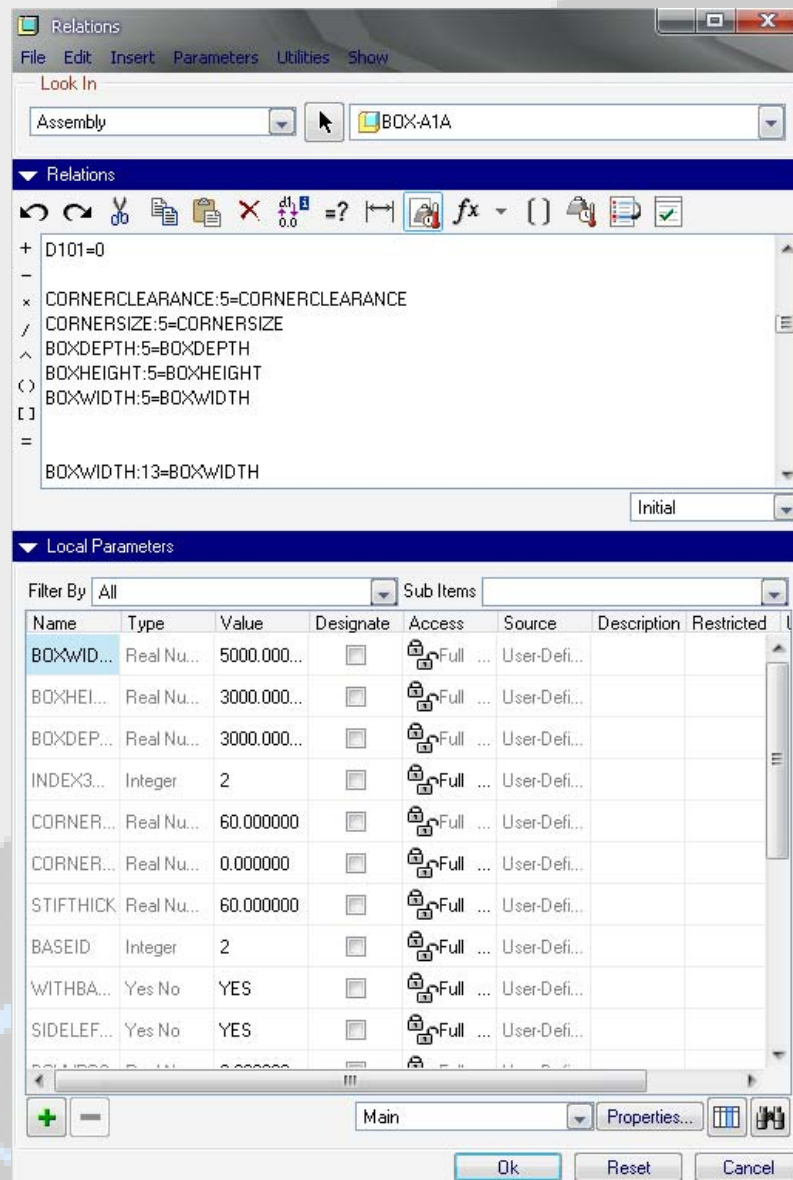 Relations
File Edit Insert Parameters Utilities Show
Look In
Assembly BOX-A1A
Relations
=? fx - [ ]
+ D101=0
-
× CORNERCLEARANCE:5=CORNERCLEARANCE
/ CORNERSIZE:5=CORNERSIZE
^ BOXDEPTH:5=BOXDEPTH
( ) BOXHEIGHT:5=BOXHEIGHT
[ ] BOXWIDTH:5=BOXWIDTH
=
BOXWIDTH:13=BOXWIDTH
Initial
Local Parameters
Filter By All Sub Items
Name Type Value Designate Access Source Description Restricted
BOXWID... Real Nu... 5000.000... Full ... User-Defi...
BOXHEI... Real Nu... 3000.000... Full ... User-Defi...
BOXDEP... Real Nu... 3000.000... Full ... User-Defi...
INDEX3... Integer 2 Full ... User-Defi...
CORNER... Real Nu... 60.000000 Full ... User-Defi...
CORNER... Real Nu... 0.000000 Full ... User-Defi...
STIFTHICK Real Nu... 60.000000 Full ... User-Defi...
BASEID Integer 2 Full ... User-Defi...
WITHBA... Yes No YES Full ... User-Defi...
SIDELEF... Yes No YES Full ... User-Defi...
Main Properties...
Ok Reset Cancel